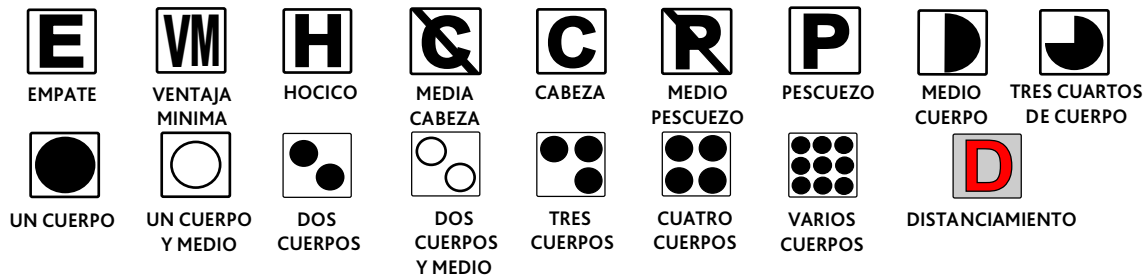 E VM H C C P P
EMPATE VENTAJA HOCICO MEDIA CABEZA MEDIO PESCUEZO MEDIO TRES CUARTOS
MINIMA CABEZA PESCUEZO CUERPO DE CUERPO
D
UN CUERPO UN CUERPO DOS DOS TRES CUATRO VARIOS DISTANCIAMIENTO
Y MEDIO CUERPOS CUERPOS CUERPOS CUERPOS CUERPOS
Y MEDIO